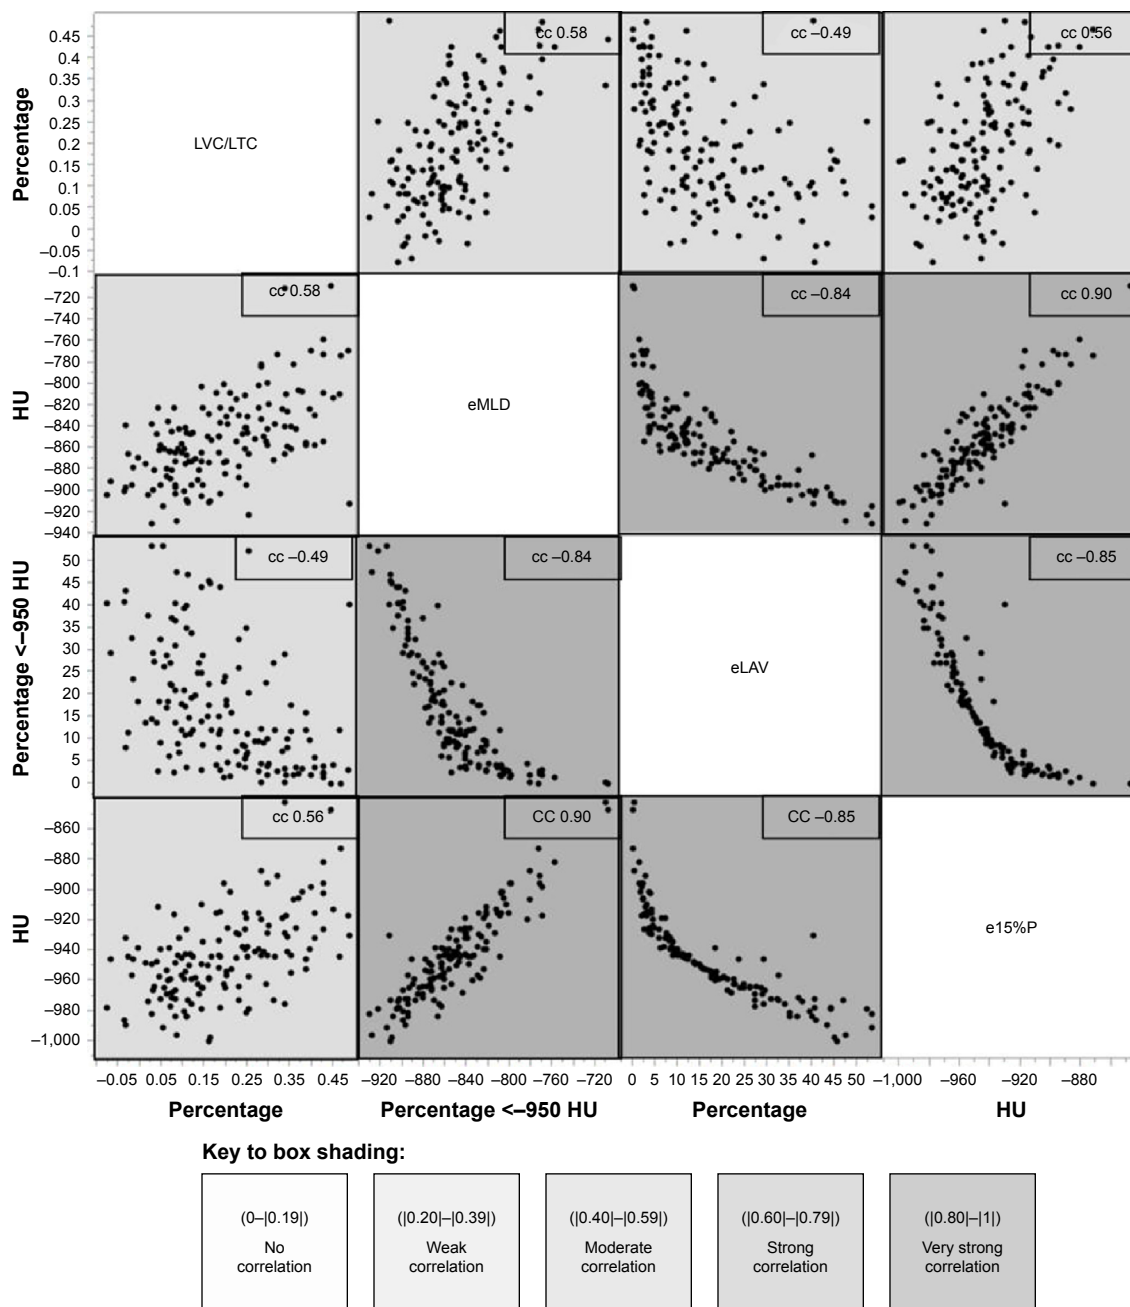 cc 0.58
cc –0.49
cc 0.56
0.45
0.4
0.35
0.3
0.25
0.2
0.15
0.1
0.05
0
–0.05
–0.1
Percentage
LVC/LTC
cc 0.58
cc –0.84
cc 0.90
–720
–740
–760
–780
–800
–820
–840
–860
–880
–900
–920
–940
HU
eMLD
cc –0.49
cc –0.84
cc –0.85
50
45
40
35
30
25
20
15
10
5
0
Percentage <–950 HU
eLAV
cc 0.56
CC 0.90
CC –0.85
–860
–880
–900
–920
–940
–960
–980
–1,000
HU
e15%P
–0.05 0.05 0.15 0.25 0.35 0.45 –920 –880 –840 –800 –760 –720 0 5 10 15 20 25 30 35 40 45 50 –1,000 –960 –920 –880
Percentage Percentage <–950 HU Percentage HU
Key to box shading:
(0–|0.19|)
No
correlation
(|0.20|–|0.39|)
Weak
correlation
(|0.40|–|0.59|)
Moderate
correlation
(|0.60|–|0.79|)
Strong
correlation
(|0.80|–|1|)
Very strong
correlation